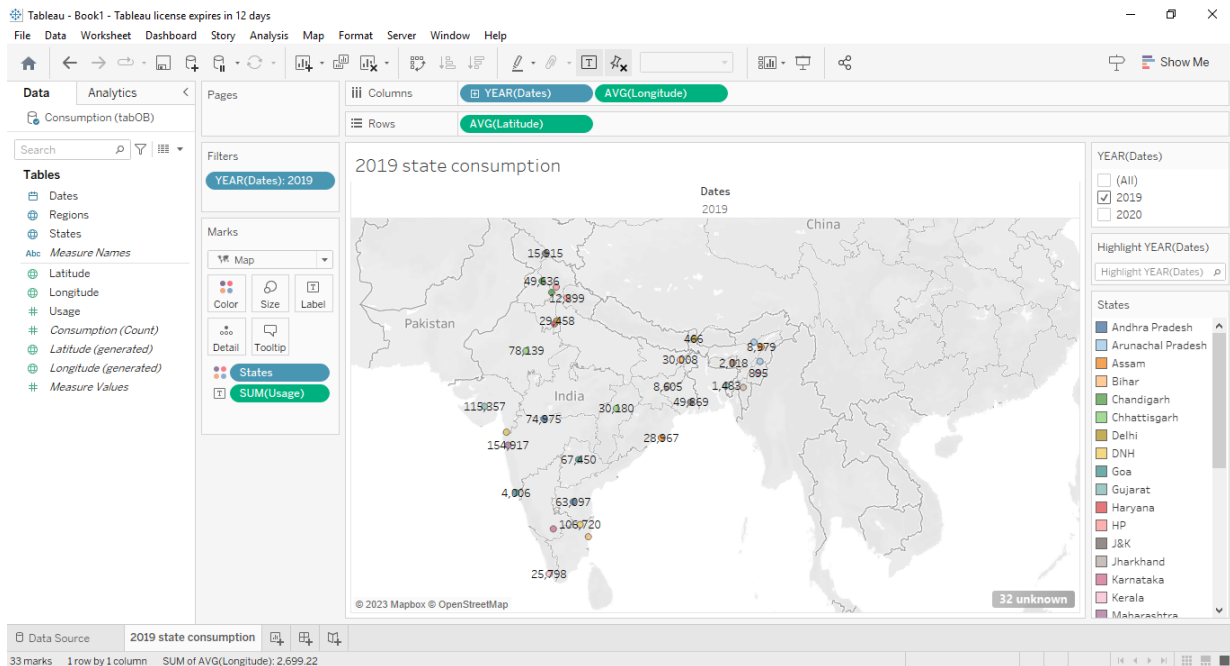 Tableau - Book1 - Tableau license expires in 12 days
File Data Worksheet Dashboard Story Analysis Map Format Server Window Help
Show Me
Data Analytics
Consumption (tabOB)
Search
Tables
Dates
Regions
States
Abc Measure Names
Latitude
Longitude
Usage
Consumption (Count)
Latitude (generated)
Longitude (generated)
Measure Values
Pages
Filters
YEAR(Dates): 2019
Marks
Map
Color Size Label
Detail Tooltip
States
SUM(Usage)
Columns YEAR(Dates) AVG(Longitude)
Rows AVG(Latitude)
2019 state consumption
Dates
2019
China
15,915
49,636
12,899
Pakistan
29,458
78,139
466
8,979
30,008
2,018
895
8,605
1,483
India
115,857
30,180
49,869
74,975
28,967
154,917
67,450
4,006
63,097
106,720
25,798
© 2023 Mapbox © OpenStreetMap
32 unknown
YEAR(Dates)
(All)
2019
2020
Highlight YEAR(Dates)
Highlight YEAR(Dates)
States
Andhra Pradesh
Arunachal Pradesh
Assam
Bihar
Chandigarh
Chhattisgarh
Delhi
DNH
Goa
Gujarat
Haryana
HP
J&K
Jharkhand
Karnataka
Kerala
Maharashtra
Data Source 2019 state consumption
33 marks 1 row by 1 column SUM of AVG(Longitude): 2,699.22